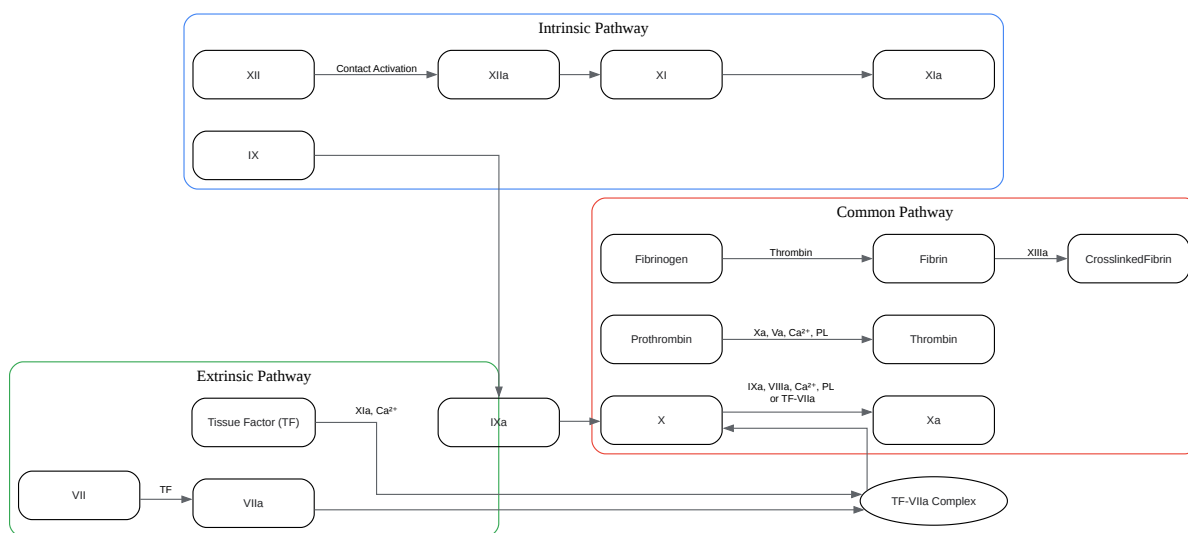 Intrinsic Pathway
XII
Contact Activation
XIIa
XI
XIa
IX
Common Pathway
Fibrinogen
Thrombin
Fibrin
XIIIa
CrosslinkedFibrin
Prothrombin
Xa, Va, Ca²⁺, PL
Thrombin
Extrinsic Pathway
Tissue Factor (TF)
XIa, Ca²⁺
IXa
X
IXa, VIIIa, Ca²⁺, PL
or TF-VIIa
Xa
VII
TF
VIIa
TF-VIIa Complex